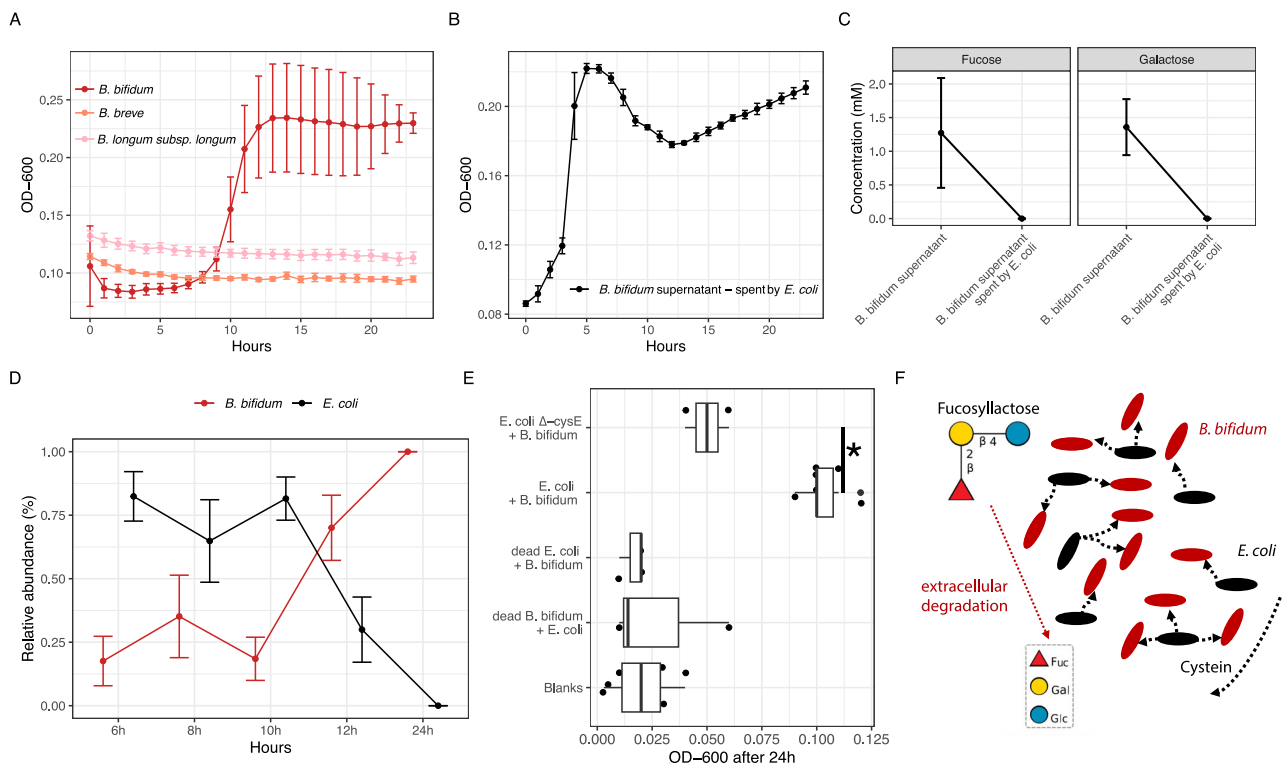 A
OD−600
0.25
0.20
0.15
0.10
B. bifidum
B. breve
B. longum subsp. longum
0
5
10
15
20
Hours
B
OD−600
0.20
0.16
0.12
0.08
B. bifidum supernatant − spent by E. coli
0
5
10
15
20
Hours
C
Fucose
Galactose
Concentration (mM)
2.0
1.5
1.0
0.5
0.0
B. bifidum supernatant
B. bifidum supernatant
spent by E. coli
B. bifidum supernatant
B. bifidum supernatant
spent by E. coli
D
B. bifidum
E. coli
Relative abundance (%)
1.00
0.75
0.50
0.25
0.00
6h
8h
10h
12h
24h
Hours
E
E. coli Δ−cysE
+ B. bifidum
E. coli
+ B. bifidum
dead E. coli
+ B. bifidum
dead B. bifidum
+ E. coli
Blanks
*
0.000
0.025
0.050
0.075
0.100
0.125
OD−600 after 24h
F
Fucosyllactose
β 4
2
β
B. bifidum
E. coli
extracellular
degradation
Cystein
Fuc
Gal
Glc